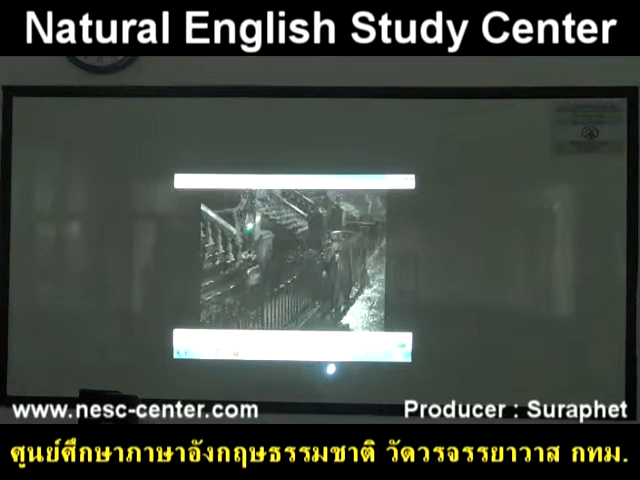 Natural English Study Center
www.nesc-center.com
Producer : Suraphet
ศูนย์ศึกษาภาษาอังกฤษธรรมชาติ วัดวรจรรยาวาส กทม.